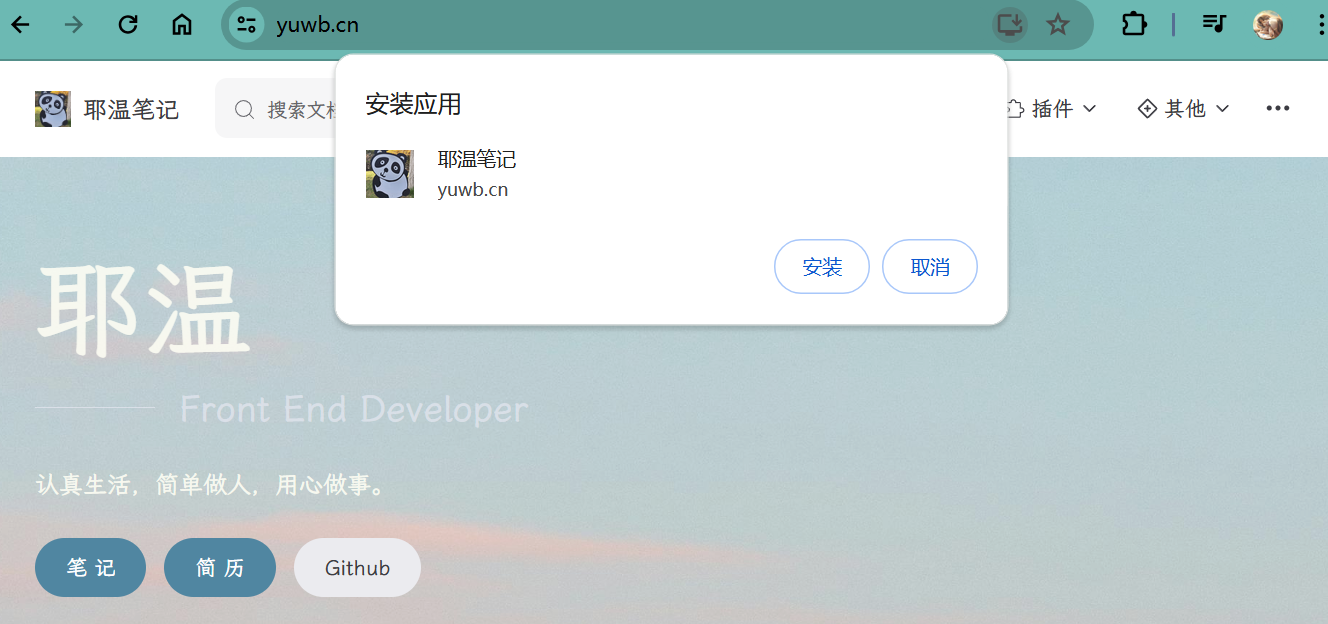 yuwb.cn
耶温笔记
搜索文档
插件
其他
安装应用
耶温笔记
yuwb.cn
安装
取消
耶温
Front End Developer
认真生活，简单做人，用心做事。
笔 记
简 历
Github